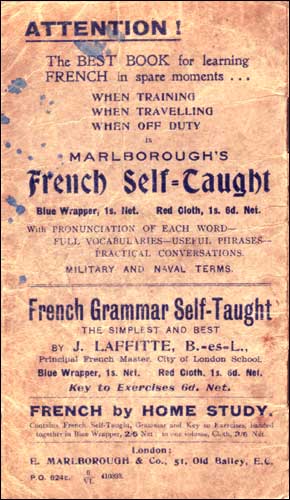 ATTENTION!
The BEST BOOK for learning
FRENCH in spare moments . . .
WHEN TRAINING
WHEN TRAVELLING
WHEN OFF DUTY
is
MARLBOROUGH'S
French Self=Taught
Blue Wrapper, 1s. Net. Red Cloth, 1s. 6d. Net.
With PRONUNCIATION OF EACH WORD—
FULL VOCABULARIES—USEFUL PHRASES—
PRACTICAL CONVERSATIONS.
MILITARY AND NAVAL TERMS.
French Grammar Self-Taught
THE SIMPLEST AND BEST
BY J. LAFFITTE, B.-es-L.,
Principal French Master, City of London School.
Blue Wrapper, 1s. Net. Red Cloth, 1s. 6d. Net.
Key to Exercises 6d. Net.
FRENCH by HOME STUDY.
Contains French Self-Taught, Grammar and Key to Exercises, banded
together in Blue Wrapper, 2/6 Net: in one volume, Cloth, Net.
London:
E. MARLBOROUGH & Co., 51, Old Bailey, E.C.
P.O. 624c. 6/VI.